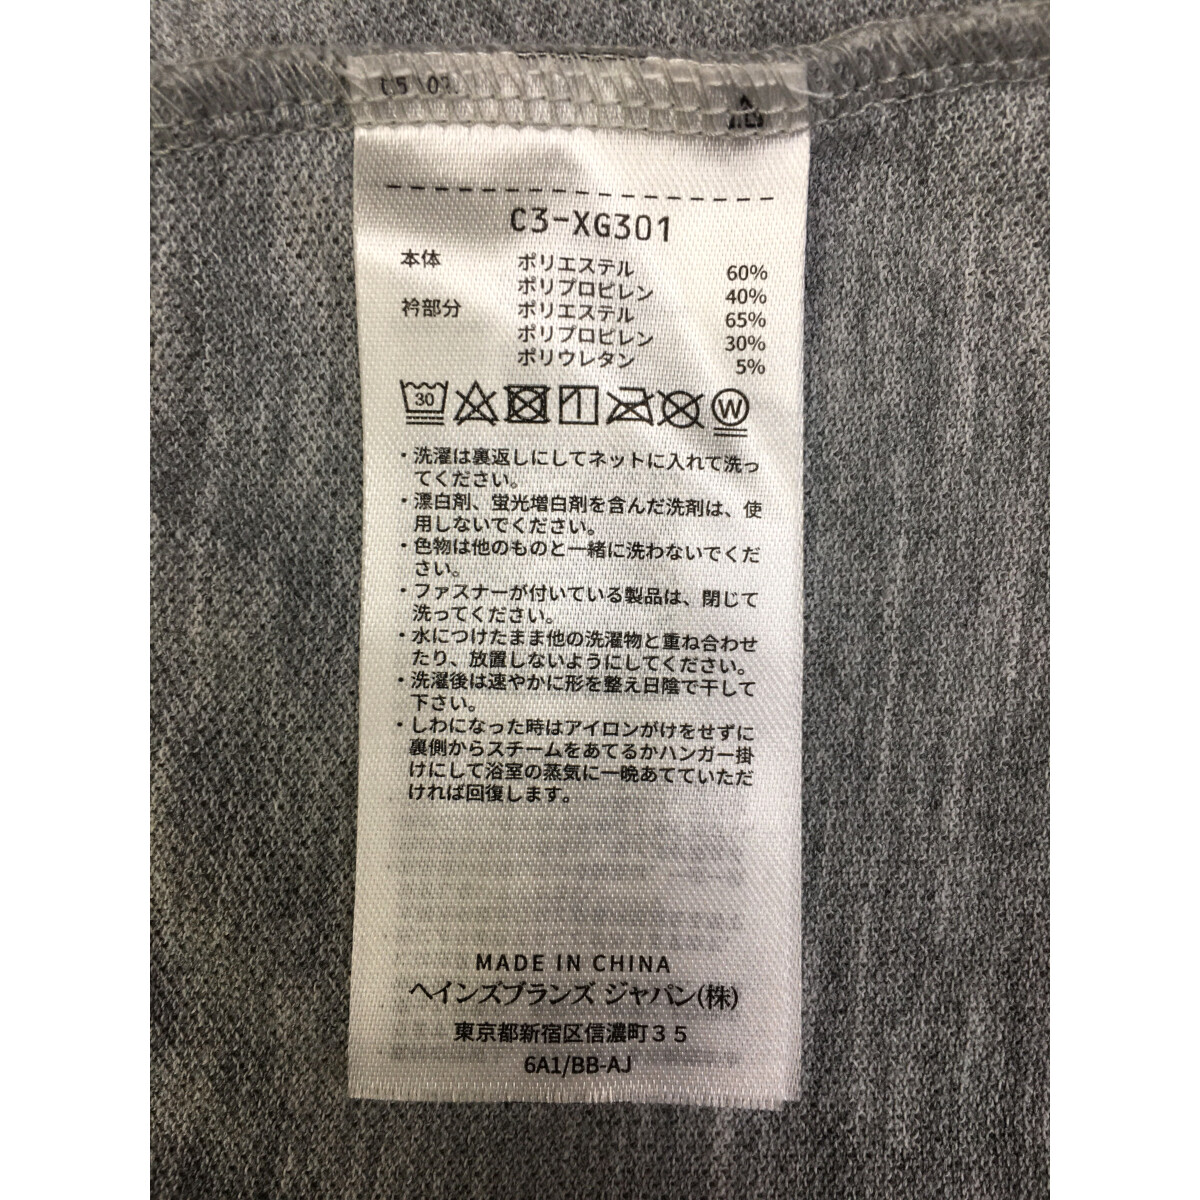 C3-XG301
本体 ポリエステル 60%
ポリプロピレン 40%
衿部分 ポリエステル 65%
ポリプロピレン 30%
ポリウレタン 5%
30 W
・洗濯は裏返しにしてネットに入れて洗っ
てください。
・漂白剤、蛍光増白剤を含んだ洗剤は、使
用しないでください。
・色物は他のものと一緒に洗わないでくだ
さい。
・ファスナーが付いている製品は、閉じて
洗ってください。
・水につけたまま他の洗濯物と重ね合わせ
たり、放置しないようにしてください。
・洗濯後は速やかに形を整え日陰で干して
下さい。
・しわになった時はアイロンがけをせずに
裏側からスチームをあてるかハンガー掛
けにして浴室の蒸気に一晩あてていただ
ければ回復します。
MADE IN CHINA
ヘインズブランズ ジャパン(株)
東京都新宿区信濃町３５
6A1/BB-AJ